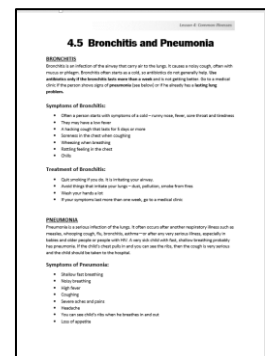 Lesson 4: Common Illnesses
4.5 Bronchitis and Pneumonia
BRONCHITIS
Bronchitis is an infection of the airway that carry air to the lungs. It causes a noisy cough, often with
mucus or phlegm. Bronchitis often starts as a cold, so antibiotics do not generally help. Use
antibiotics only if the bronchitis lasts more than a week and is not getting better. Go to a medical
clinic if the person shows signs of pneumonia (see below) or if he already has a lasting lung
problem.
Symptoms of Bronchitis:
• Often a person starts with symptoms of a cold – runny nose, fever, sore throat and tiredness
• They may have a low fever
• A hacking cough that lasts for 5 days or more
• Soreness in the chest when coughing
• Wheezing when breathing
• Rattling feeling in the chest
• Chills
Treatment of Bronchitis:
• Quit smoking if you do. It is irritating your airway.
• Avoid things that irritate your lungs – dust, pollution, smoke from fires
• Wash your hands a lot
• If your symptoms last more than one week, go to a medical clinic
PNEUMONIA
Pneumonia is a serious infection of the lungs. It often occurs after another respiratory illness such as
measles, whooping cough, flu, bronchitis, asthma —or after any very serious illness, especially in
babies and older people or people with HIV. A very sick child with fast, shallow breathing probably
has pneumonia. If the child's chest pulls in and you can see the ribs, then the cough is very serious
and the child should be taken to the hospital.
Symptoms of Pneumonia:
• Shallow fast breathing
• Noisy breathing
• High fever
• Coughing
• Severe aches and pains
• Headache
• You can see child's ribs when he breathes in and out
• Loss of appetite